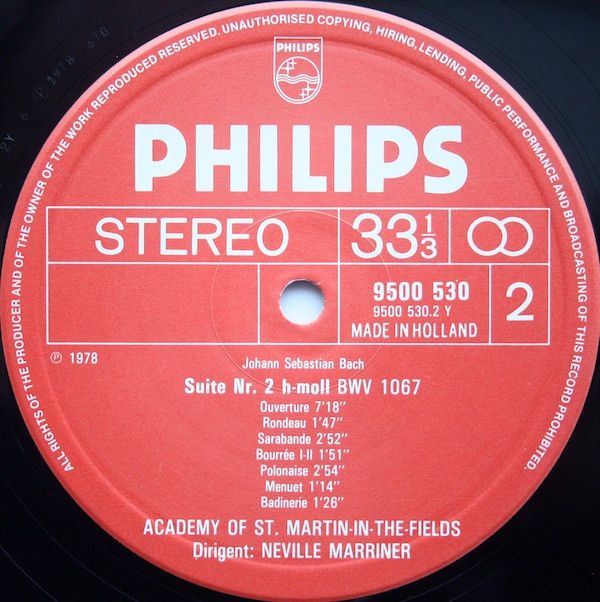 ALL RIGHTS OF THE PRODUCER AND OF THE OWNER OF THE WORK REPRODUCED RESERVED. UNAUTHORISED COPYING, HIRING, LENDING, PUBLIC PERFORMANCE AND BROADCASTING OF THIS RECORD PROHIBITED.
PHILIPS
PHILIPS
STEREO
33 1/3
9500 530
9500 530.2 Y
MADE IN HOLLAND
2
℗ 1978
Johann Sebastian Bach
Suite Nr. 2 h-moll BWV 1067
Ouverture 7'18''
Rondeau 1'47''
Sarabande 2'52''
Bourrée I-II 1'51''
Polonaise 2'54''
Menuet 1'14''
Badinerie 1'26''
ACADEMY OF ST. MARTIN-IN-THE-FIELDS
Dirigent: NEVILLE MARRINER
P 1978 670